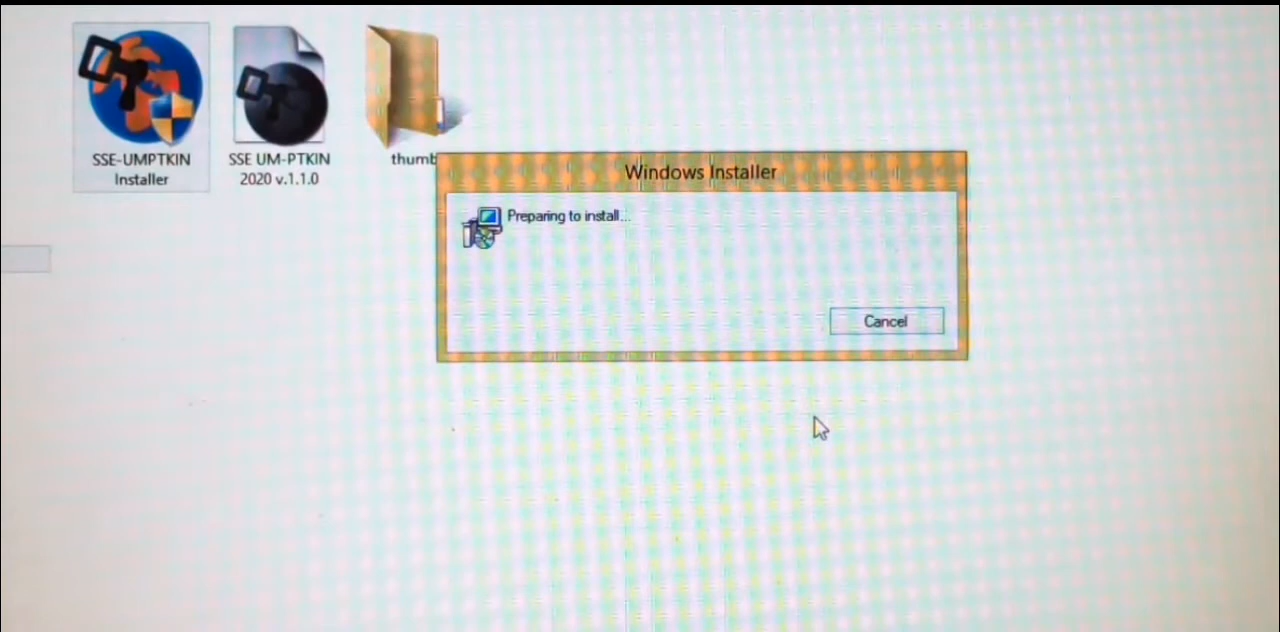 SSE-UMPTKIN
Installer
SSE UM-PTKIN
2020 v.1.1.0
thumb
Windows Installer
Preparing to install...
Cancel